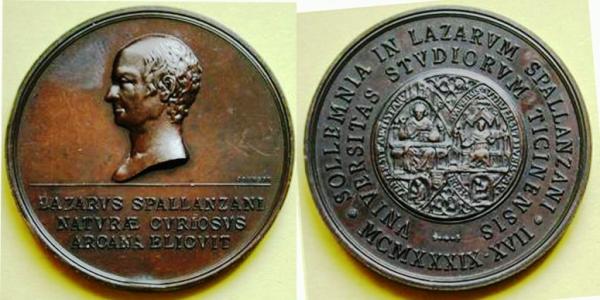 LAZARVS SPALLANZANI
NATVRÆ CVRIOSVS
ARCANA ELICVIT
SOLLEMNIA IN LAZARVM SPALLANZANI
VNIVERSITAS STVDIORVM TICINENSIS
MCMXXXIX · XVII